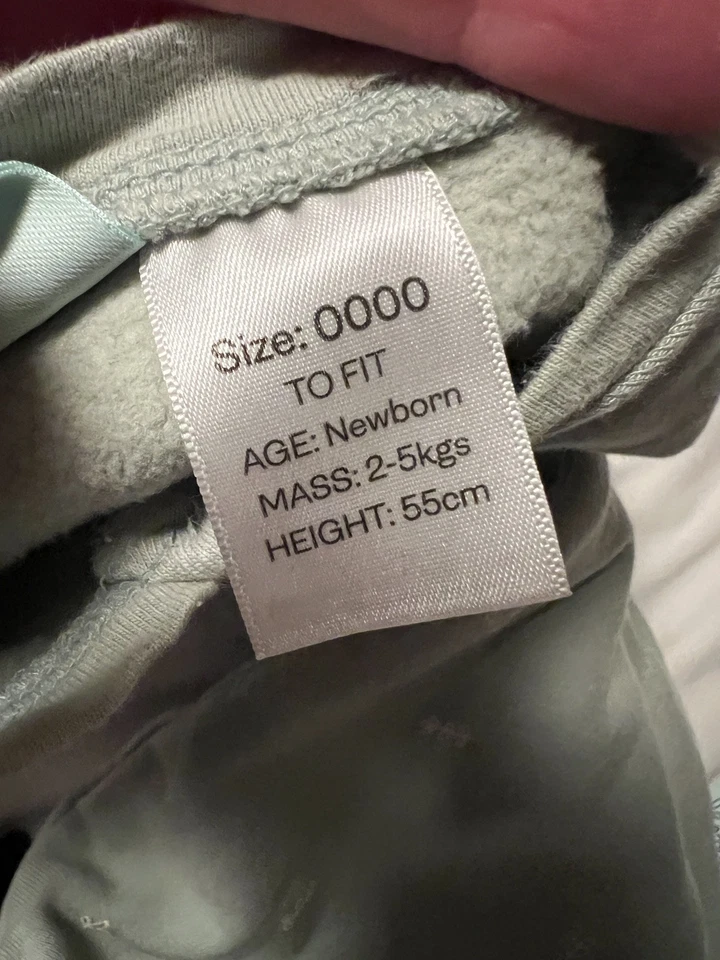 Size: 0000
TO FIT
AGE: Newborn
MASS: 2-5kgs
HEIGHT: 55cm